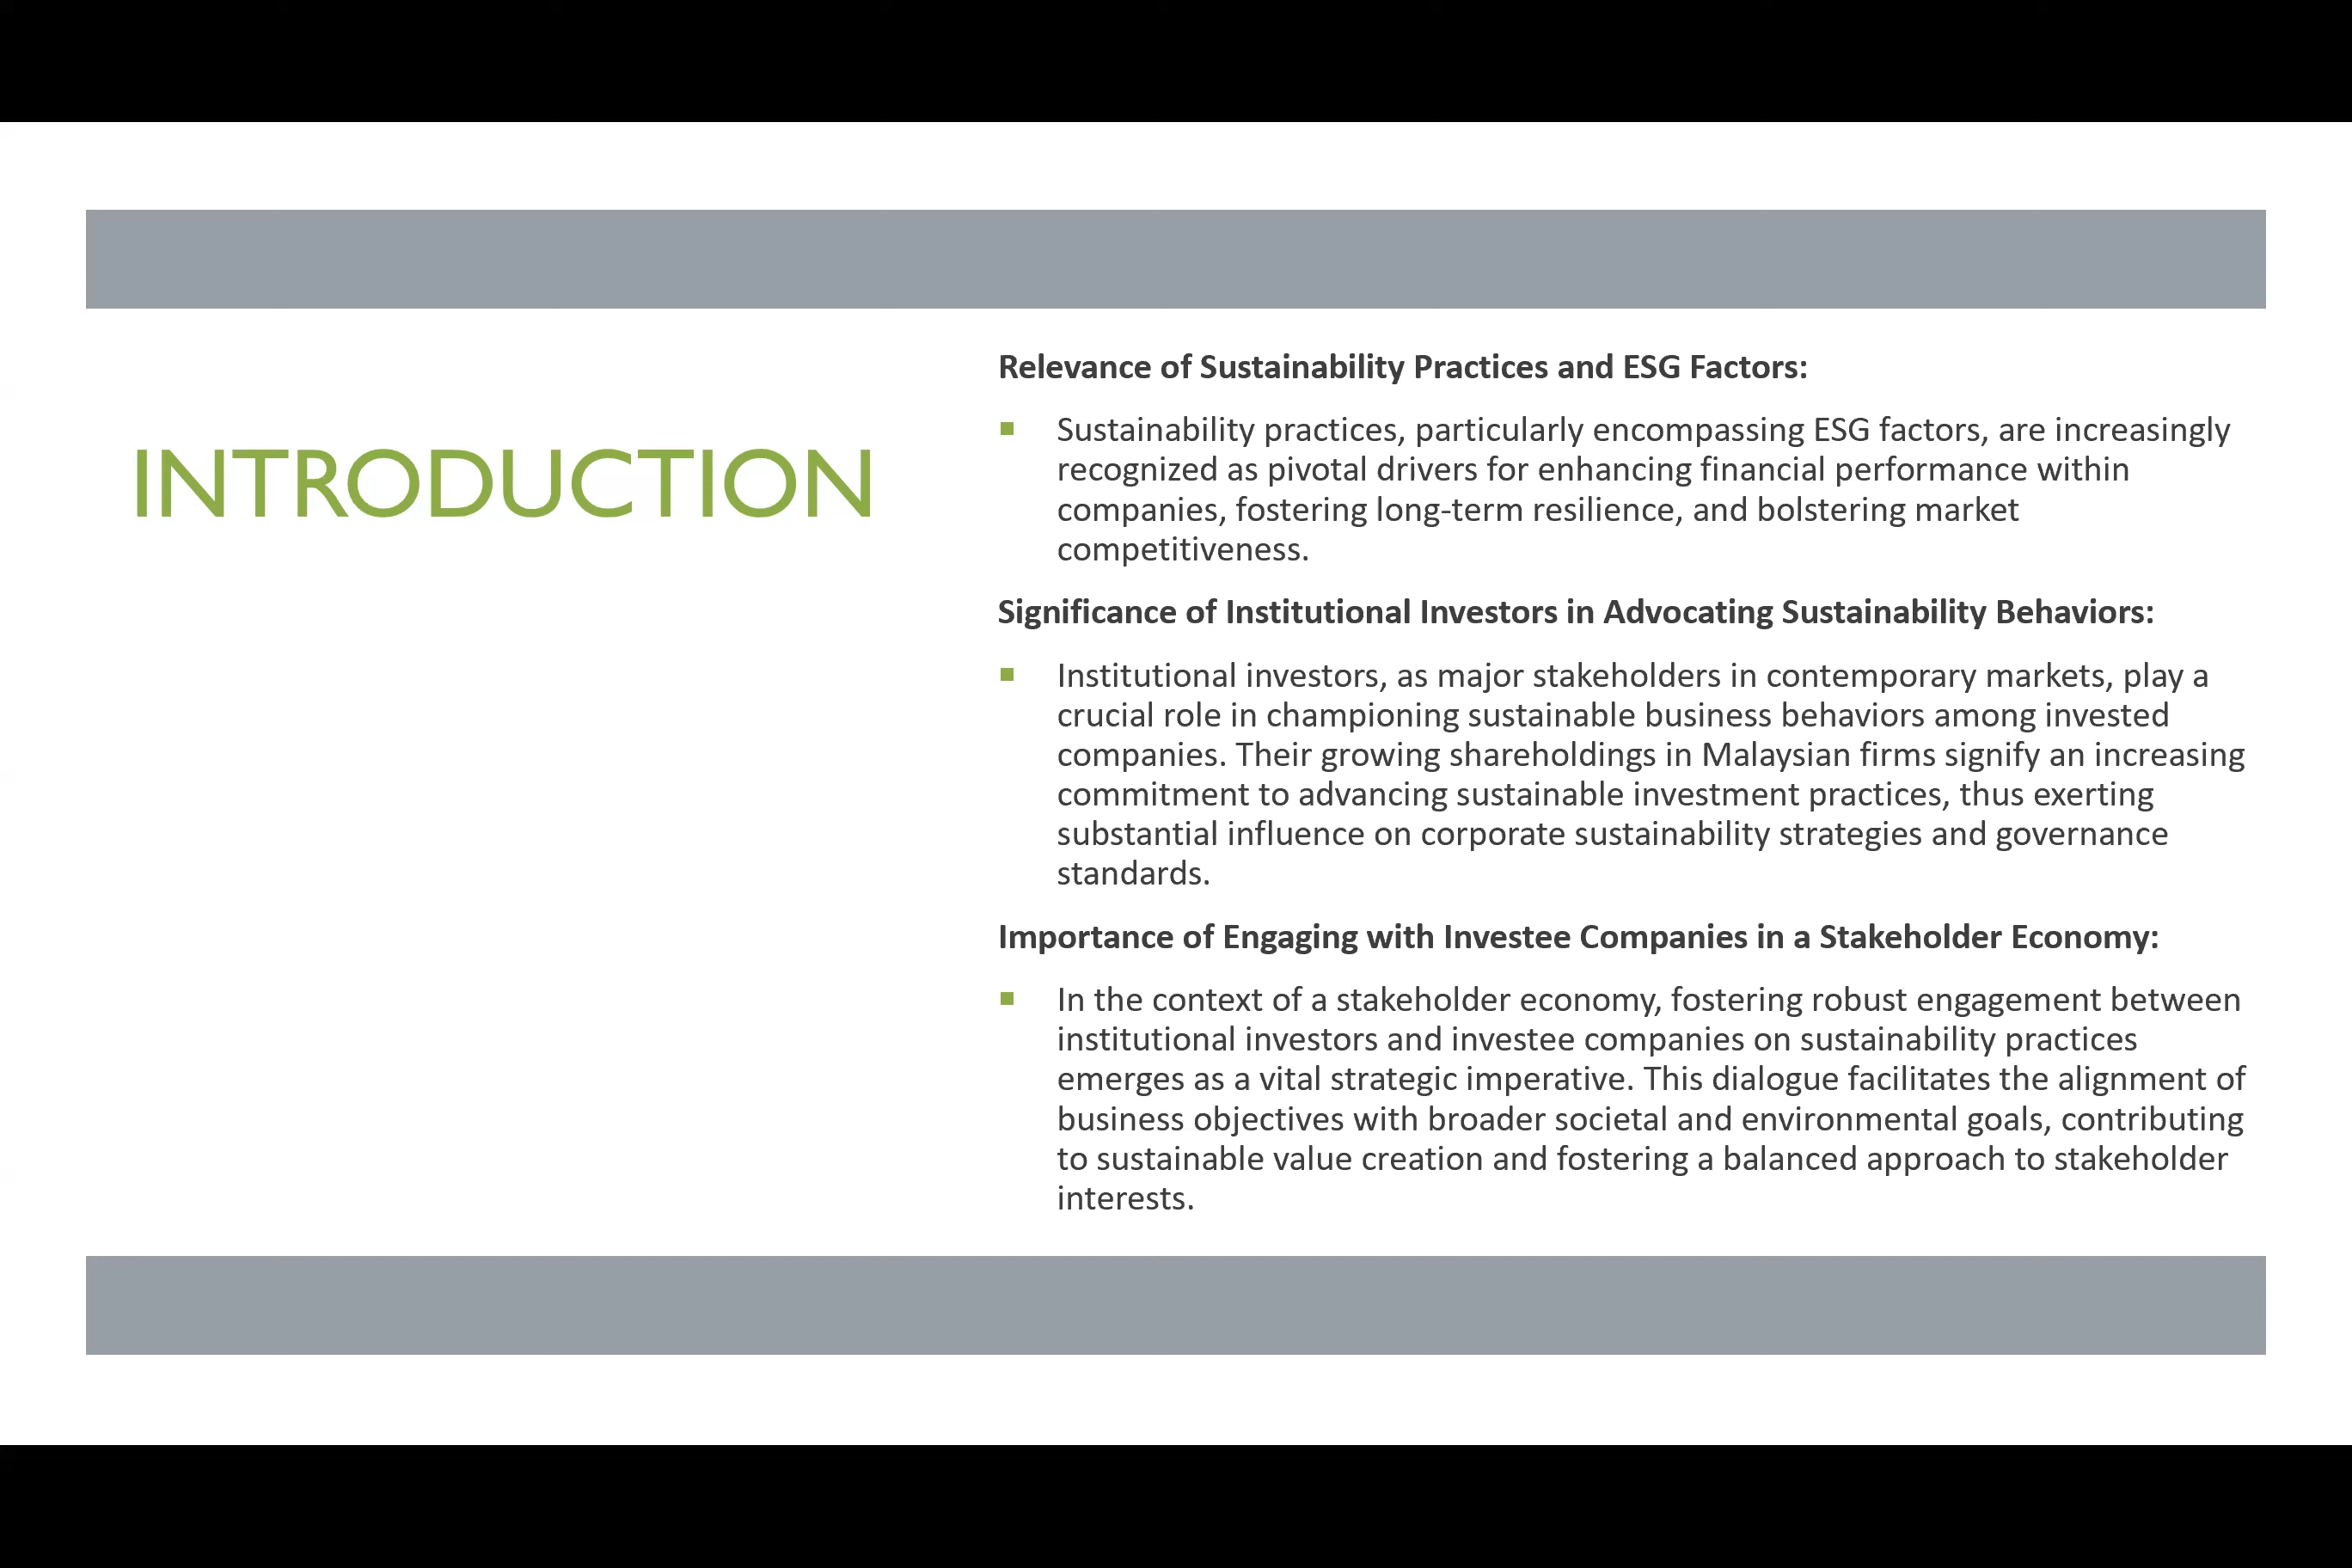 INTRODUCTION
Relevance of Sustainability Practices and ESG Factors:
Sustainability practices, particularly encompassing ESG factors, are increasingly
recognized as pivotal drivers for enhancing financial performance within
companies, fostering long-term resilience, and bolstering market
competitiveness.
Significance of Institutional Investors in Advocating Sustainability Behaviors:
Institutional investors, as major stakeholders in contemporary markets, play a
crucial role in championing sustainable business behaviors among invested
companies. Their growing shareholdings in Malaysian firms signify an increasing
commitment to advancing sustainable investment practices, thus exerting
substantial influence on corporate sustainability strategies and governance
standards.
Importance of Engaging with Investee Companies in a Stakeholder Economy:
In the context of a stakeholder economy, fostering robust engagement between
institutional investors and investee companies on sustainability practices
emerges as a vital strategic imperative. This dialogue facilitates the alignment of
business objectives with broader societal and environmental goals, contributing
to sustainable value creation and fostering a balanced approach to stakeholder
interests.